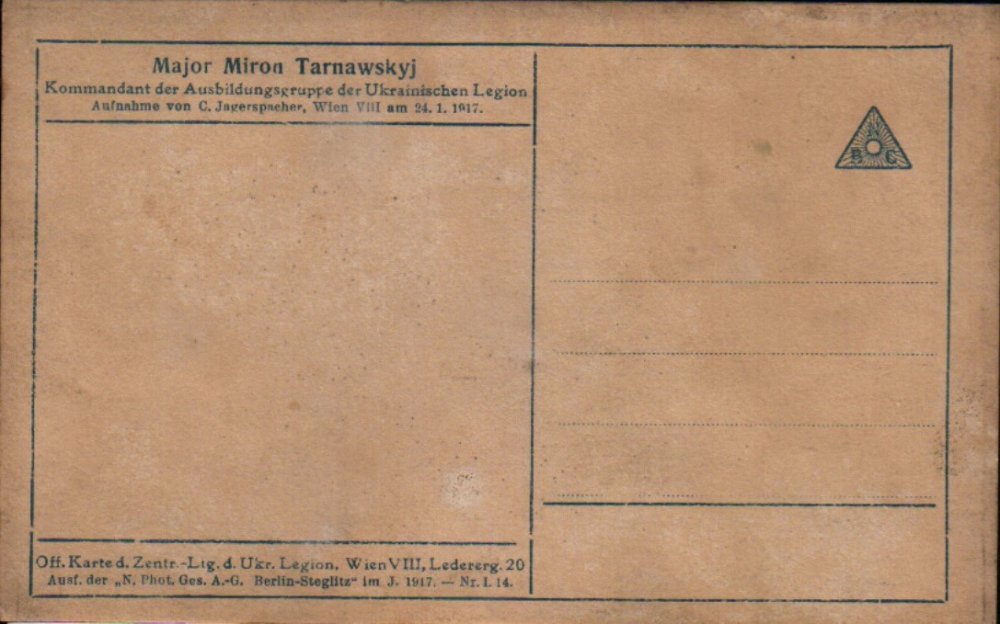 Major Miron Tarnawskyj
Kommandant der Ausbildungsgruppe der Ukrainischen Legion
Aufnahme von C. Jagerspacher, Wien VIII am 24. 1. 1917.
N
B C
Off. Karte d. Zentr.-Ltg. d. Ukr. Legion, Wien VIII, Ledererg. 20
Ausf. der „N. Phot. Ges. A.-G. Berlin-Steglitz“ im J. 1917. — Nr. I. 14.